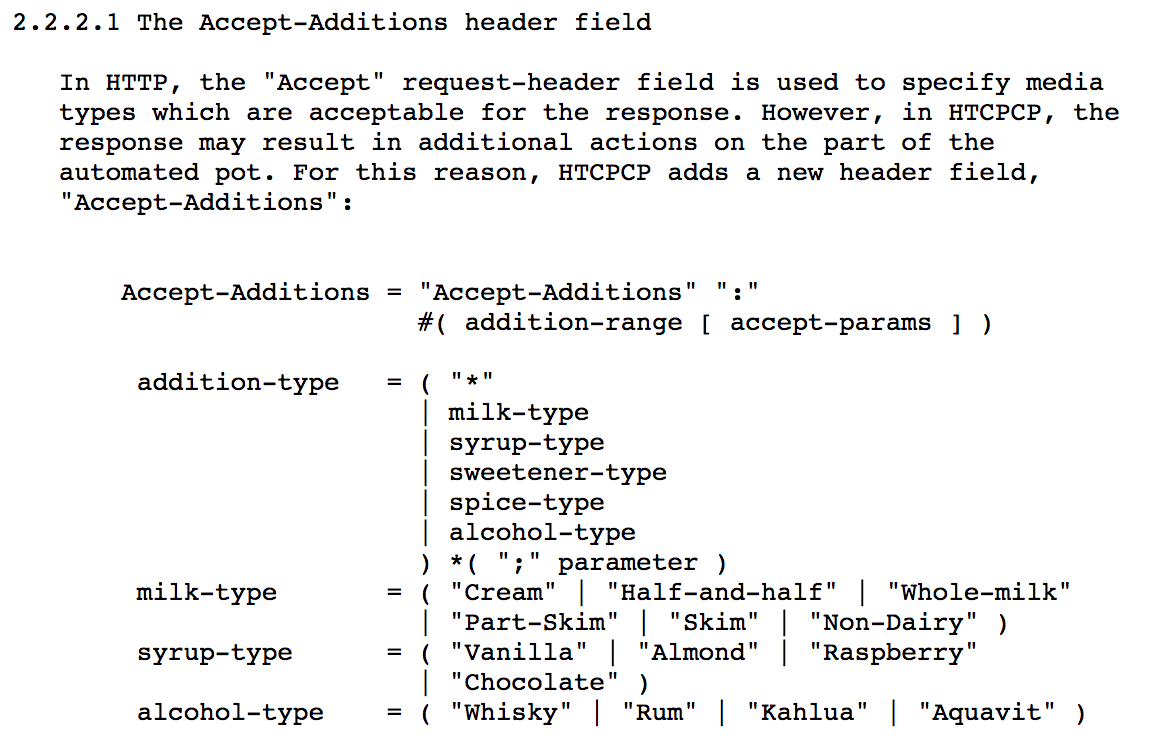 2.2.2.1 The Accept-Additions header field
In HTTP, the "Accept" request-header field is used to specify media
types which are acceptable for the response. However, in HTCPCP, the
response may result in additional actions on the part of the
automated pot. For this reason, HTCPCP adds a new header field,
"Accept-Additions":
Accept-Additions = "Accept-Additions" ":"
#( addition-range [ accept-params ] )
addition-type = ( "*"
| milk-type
| syrup-type
| sweetener-type
| spice-type
| alcohol-type
) *( ";" parameter )
milk-type = ( "Cream" | "Half-and-half" | "Whole-milk"
| "Part-Skim" | "Skim" | "Non-Dairy" )
syrup-type = ( "Vanilla" | "Almond" | "Raspberry"
| "Chocolate" )
alcohol-type = ( "Whisky" | "Rum" | "Kahlua" | "Aquavit" )